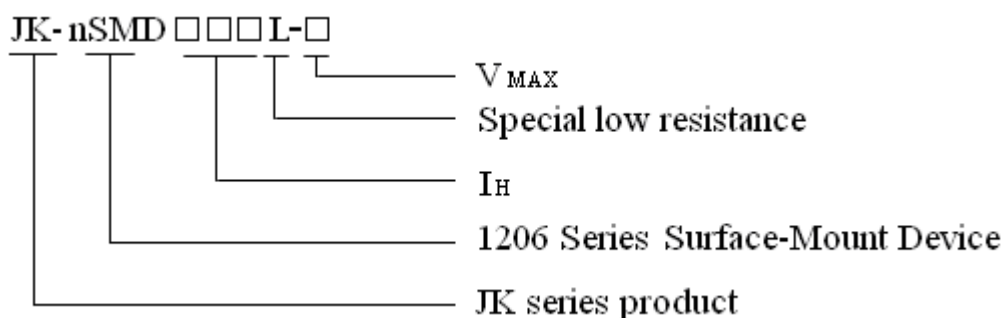 JK-nSMD□□□L-□
VMAX
Special low resistance
IH
1206 Series Surface-Mount Device
JK series product